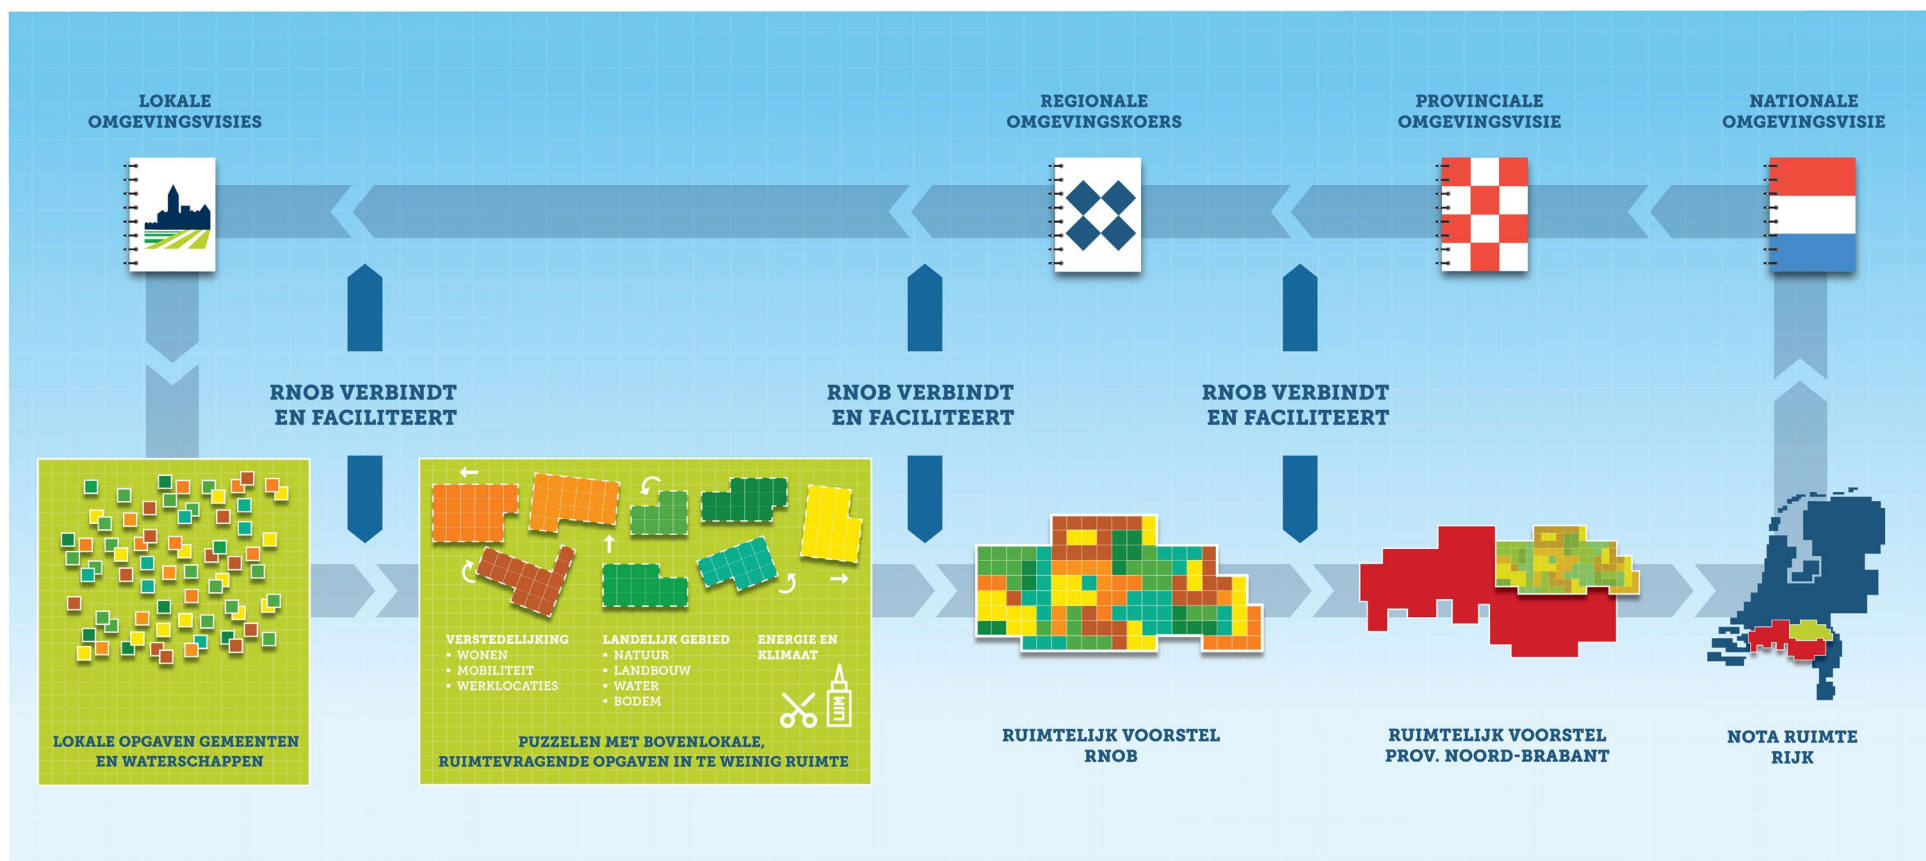 LOKALE
OMGEVINGSVISIES
REGIONALE
OMGEVINGSKOERS
PROVINCIALE
OMGEVINGSVISIE
NATIONALE
OMGEVINGSVISIE
RNOB VERBINDT
EN FACILITEERT
RNOB VERBINDT
EN FACILITEERT
RNOB VERBINDT
EN FACILITEERT
VERSTEDELIJKING
• WONEN
• MOBILITEIT
• WERKLOCATIES
LANDELIJK GEBIED
• NATUUR
• LANDBOUW
• WATER
• BODEM
ENERGIE EN
KLIMAAT
LIJM
LOKALE OPGAVEN GEMEENTEN
EN WATERSCHAPPEN
PUZZELEN MET BOVENLOKALE,
RUIMTEVRAGENDE OPGAVEN IN TE WEINIG RUIMTE
RUIMTELIJK VOORSTEL
RNOB
RUIMTELIJK VOORSTEL
PROV. NOORD-BRABANT
NOTA RUIMTE
RIJK